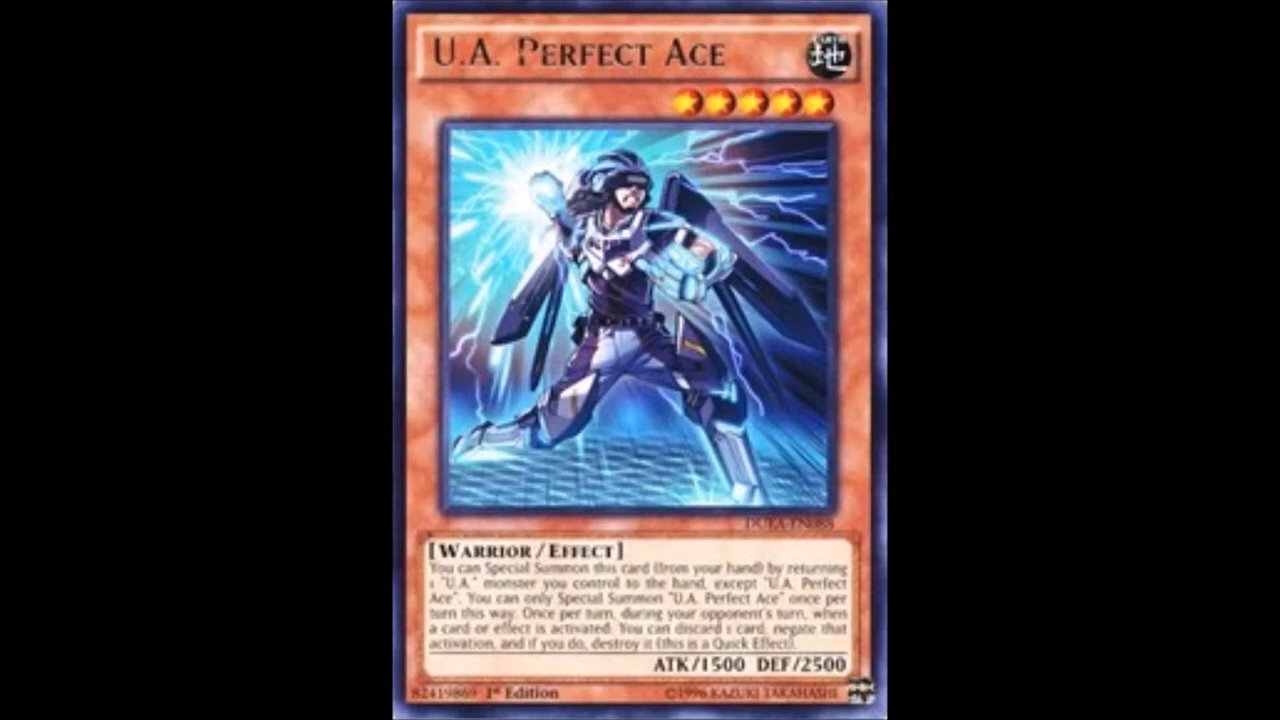 U.A. PERFECT ACE
EARTH
地
DUEA-EN088
[WARRIOR/EFFECT]
You can Special Summon this card (from your hand) by returning
1 "U.A." monster you control to the hand, except "U.A. Perfect
Ace". You can only Special Summon "U.A. Perfect Ace" once per
turn this way. Once per turn, during your opponent's turn, when
a card or effect is activated: You can discard 1 card; negate that
activation, and if you do, destroy it (this is a Quick Effect).
ATK/1500 DEF/2500
82419869 1st Edition ©1996 KAZUKI TAKAHASHI